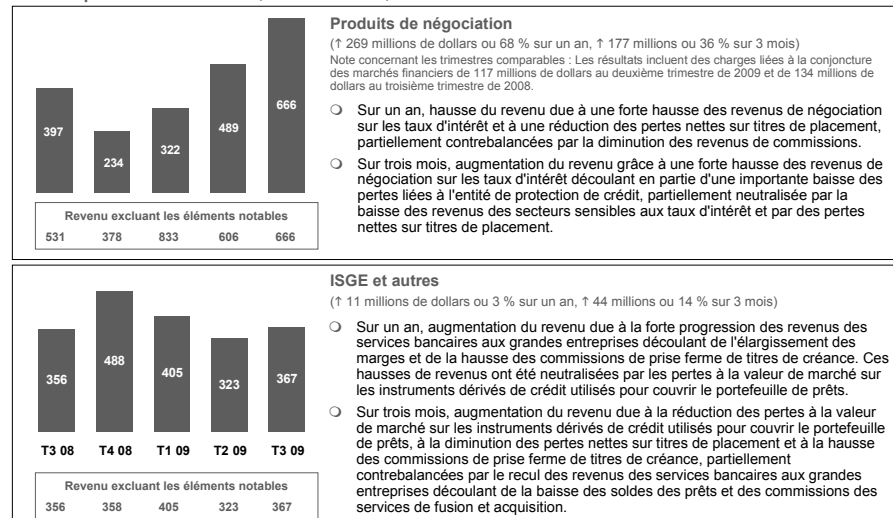 Produits de négociation
(↑ 269 millions de dollars ou 68 % sur un an, ↑ 177 millions ou 36 % sur 3 mois)
Note concernant les trimestres comparables : Les résultats incluent des charges liées à la conjoncture
des marchés financiers de 117 millions de dollars au deuxième trimestre de 2009 et de 134 millions de
dollars au troisième trimestre de 2008.
397 234 322 489 666
Revenu excluant les éléments notables
531 378 833 606 666
❍ Sur un an, hausse du revenu due à une forte hausse des revenus de négociation
sur les taux d'intérêt et à une réduction des pertes nettes sur titres de placement,
partiellement contrebalancées par la diminution des revenus de commissions.
❍ Sur trois mois, augmentation du revenu grâce à une forte hausse des revenus de
négociation sur les taux d'intérêt découlant en partie d'une importante baisse des
pertes liées à l'entité de protection de crédit, partiellement neutralisée par la
baisse des revenus des secteurs sensibles aux taux d'intérêt et par des pertes
nettes sur titres de placement.
ISGE et autres
(↑ 11 millions de dollars ou 3 % sur un an, ↑ 44 millions ou 14 % sur 3 mois)
356 488 405 323 367
T3 08 T4 08 T1 09 T2 09 T3 09
Revenu excluant les éléments notables
356 358 405 323 367
❍ Sur un an, augmentation du revenu due à la forte progression des revenus des
services bancaires aux grandes entreprises découlant de l'élargissement des
marges et de la hausse des commissions de prise ferme de titres de créance. Ces
hausses de revenus ont été neutralisées par les pertes à la valeur de marché sur
les instruments dérivés de crédit utilisés pour couvrir le portefeuille de prêts.
❍ Sur trois mois, augmentation du revenu due à la réduction des pertes à la valeur
de marché sur les instruments dérivés de crédit utilisés pour couvrir le portefeuille
de prêts, à la diminution des pertes nettes sur titres de placement et à la hausse
des commissions de prise ferme de titres de créance, partiellement
contrebalancées par le recul des revenus des services bancaires aux grandes
entreprises découlant de la baisse des soldes des prêts et des commissions des
services de fusion et acquisition.